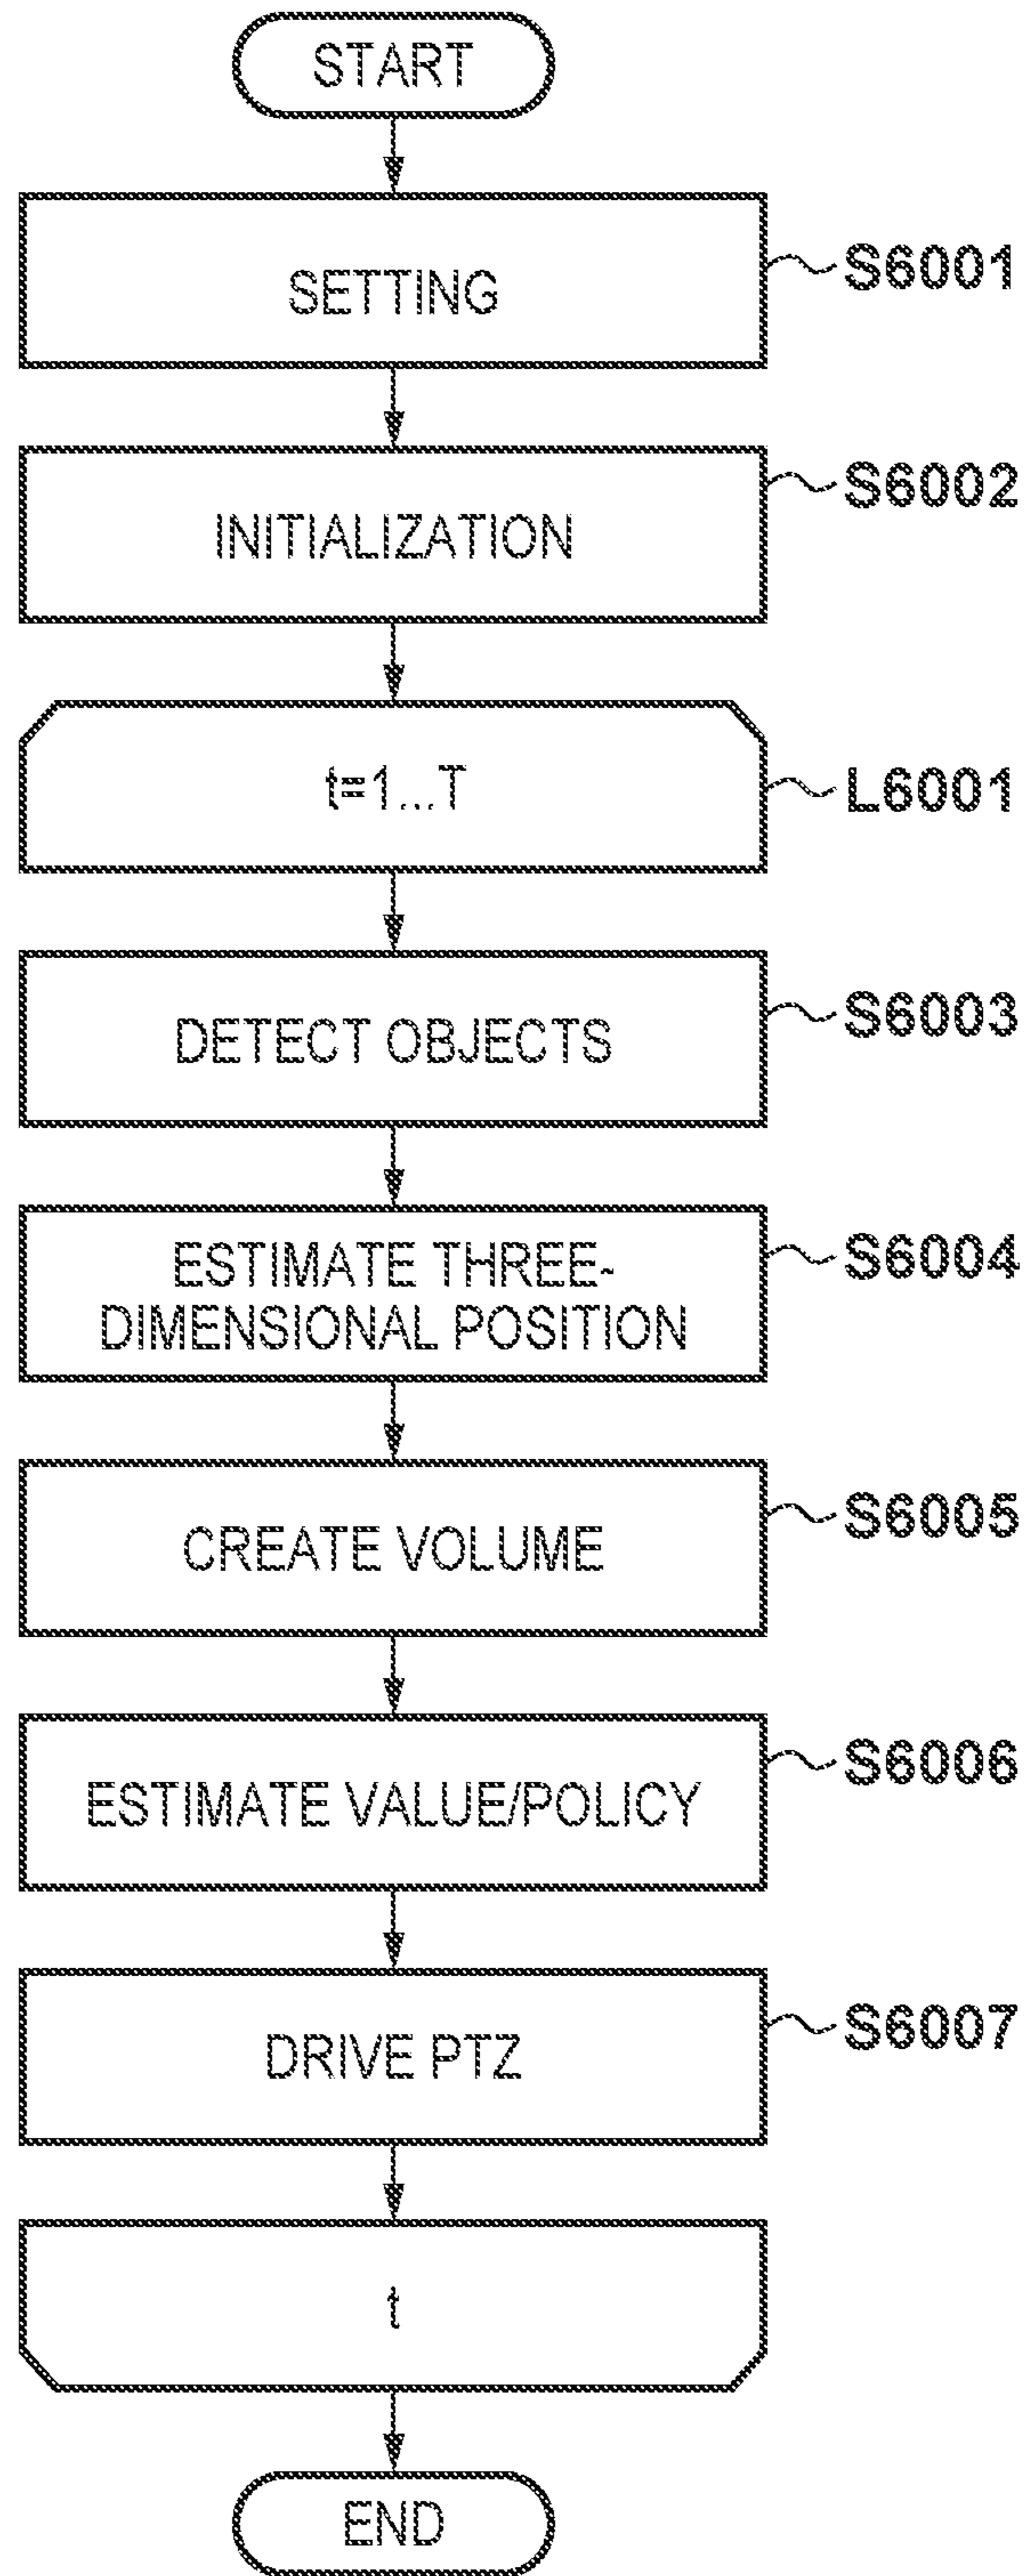 START
SETTING
S6001
INITIALIZATION
S6002
t=1...T
L6001
DETECT OBJECTS
S6003
ESTIMATE THREE-
DIMENSIONAL POSITION
S6004
CREATE VOLUME
S6005
ESTIMATE VALUE/POLICY
S6006
DRIVE PTZ
S6007
t
END